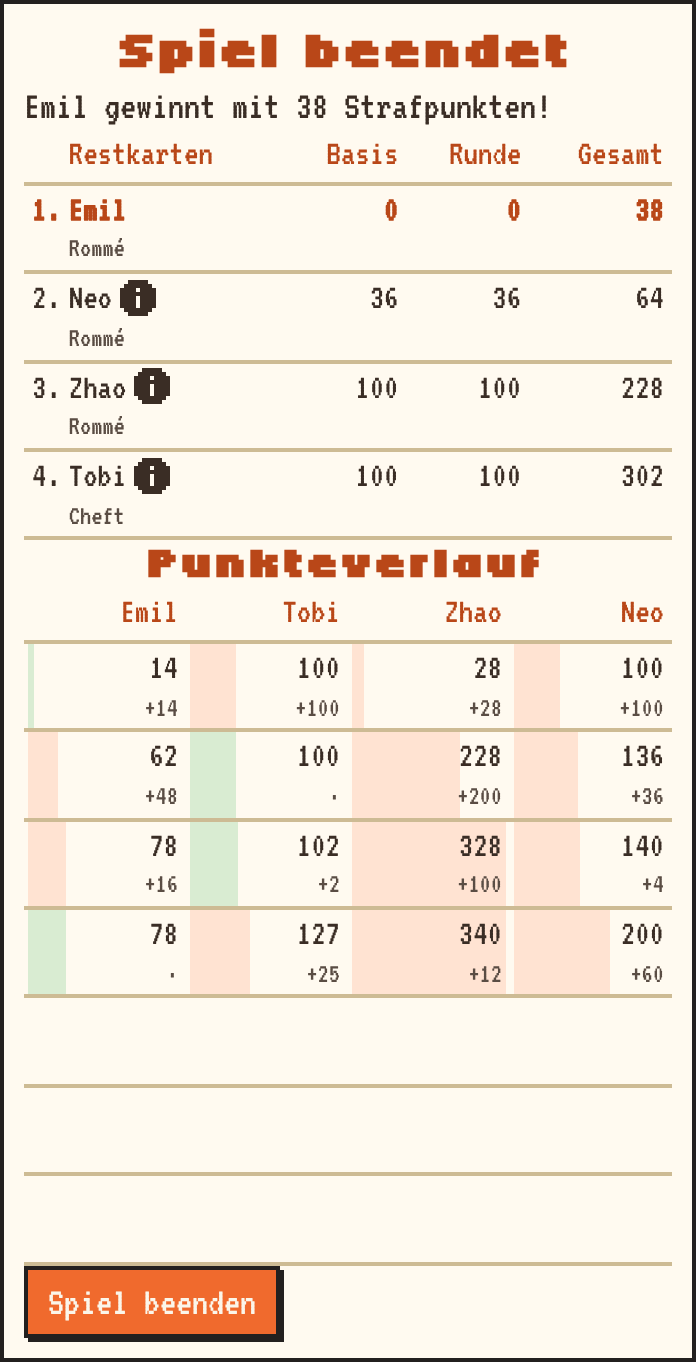 Spiel beendet
Emil gewinnt mit 38 Strafpunkten!
Restkarten Basis Runde Gesamt
1. Emil 0 0 38
Rommé
2. Neo i 36 36 64
Rommé
3. Zhao i 100 100 228
Rommé
4. Tobi i 100 100 302
Cheft
Punkteverlauf
Emil Tobi Zhao Neo
14 100 28 100
+14 +100 +28 +100
62 100 228 136
+48 · +200 +36
78 102 328 140
+16 +2 +100 +4
78 127 340 200
· +25 +12 +60
Spiel beenden